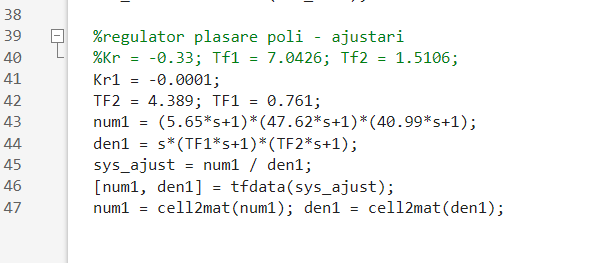 38
39 %regulator plasare poli - ajustari
40 %Kr = -0.33; Tf1 = 7.0426; Tf2 = 1.5106;
41 Kr1 = -0.0001;
42 TF2 = 4.389; TF1 = 0.761;
43 num1 = (5.65*s+1)*(47.62*s+1)*(40.99*s+1);
44 den1 = s*(TF1*s+1)*(TF2*s+1);
45 sys_ajust = num1 / den1;
46 [num1, den1] = tfdata(sys_ajust);
47 num1 = cell2mat(num1); den1 = cell2mat(den1);